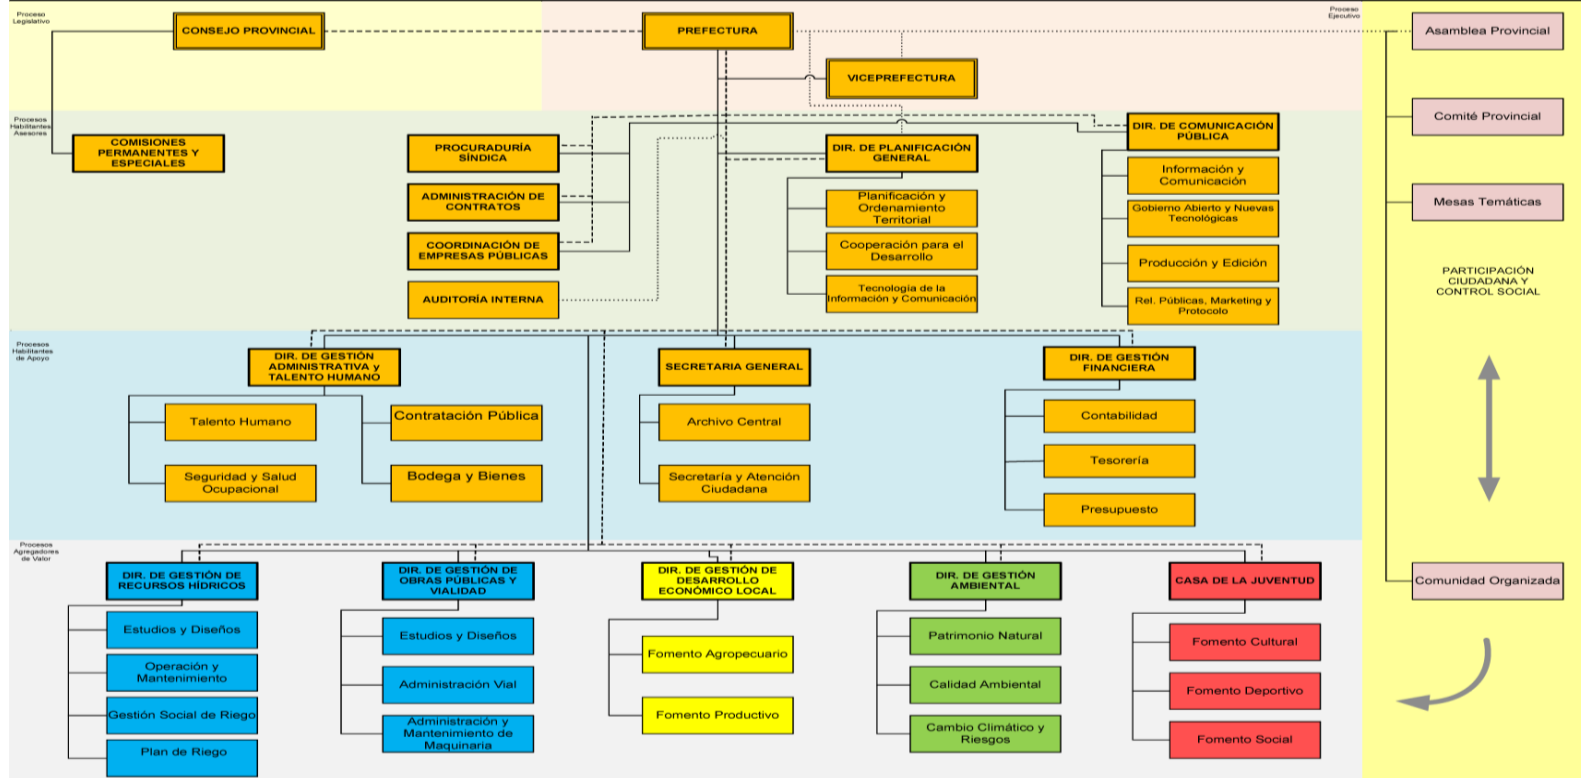 Proceso
Legislativo
CONSEJO PROVINCIAL
PREFECTURA
Proceso
Ejecutivo
VICEPREFECTURA
Procesos
Habilitantes
Asesores
COMISIONES
PERMANENTES Y
ESPECIALES
PROCURADURÍA
SÍNDICA
ADMINISTRACIÓN DE
CONTRATOS
COORDINACIÓN DE
EMPRESAS PÚBLICAS
AUDITORÍA INTERNA
DIR. DE PLANIFICACIÓN
GENERAL
Planificación y
Ordenamiento
Territorial
Cooperación para el
Desarrollo
Tecnología de la
Información y Comunicación
DIR. DE COMUNICACIÓN
PÚBLICA
Información y
Comunicación
Gobierno Abierto y Nuevas
Tecnológicas
Producción y Edición
Rel. Públicas, Marketing y
Protocolo
Procesos
Habilitantes
de Apoyo
DIR. DE GESTIÓN
ADMINISTRATIVA y
TALENTO HUMANO
Talento Humano
Seguridad y Salud
Ocupacional
Contratación Pública
Bodega y Bienes
SECRETARIA GENERAL
Archivo Central
Secretaría y Atención
Ciudadana
DIR. DE GESTIÓN
FINANCIERA
Contabilidad
Tesorería
Presupuesto
Procesos
Agregadores
de Valor
DIR. DE GESTIÓN DE
RECURSOS HÍDRICOS
Estudios y Diseños
Operación y
Mantenimiento
Gestión Social de Riego
Plan de Riego
DIR. DE GESTIÓN DE
OBRAS PÚBLICAS Y
VIALIDAD
Estudios y Diseños
Administración Vial
Administración y
Mantenimiento de
Maquinaria
DIR. DE GESTIÓN DE
DESARROLLO
ECONÓMICO LOCAL
Fomento Agropecuario
Fomento Productivo
DIR. DE GESTIÓN
AMBIENTAL
Patrimonio Natural
Calidad Ambiental
Cambio Climático y
Riesgos
CASA DE LA JUVENTUD
Fomento Cultural
Fomento Deportivo
Fomento Social
Asamblea Provincial
Comité Provincial
Mesas Temáticas
PARTICIPACIÓN
CIUDADANA Y
CONTROL SOCIAL
Comunidad Organizada